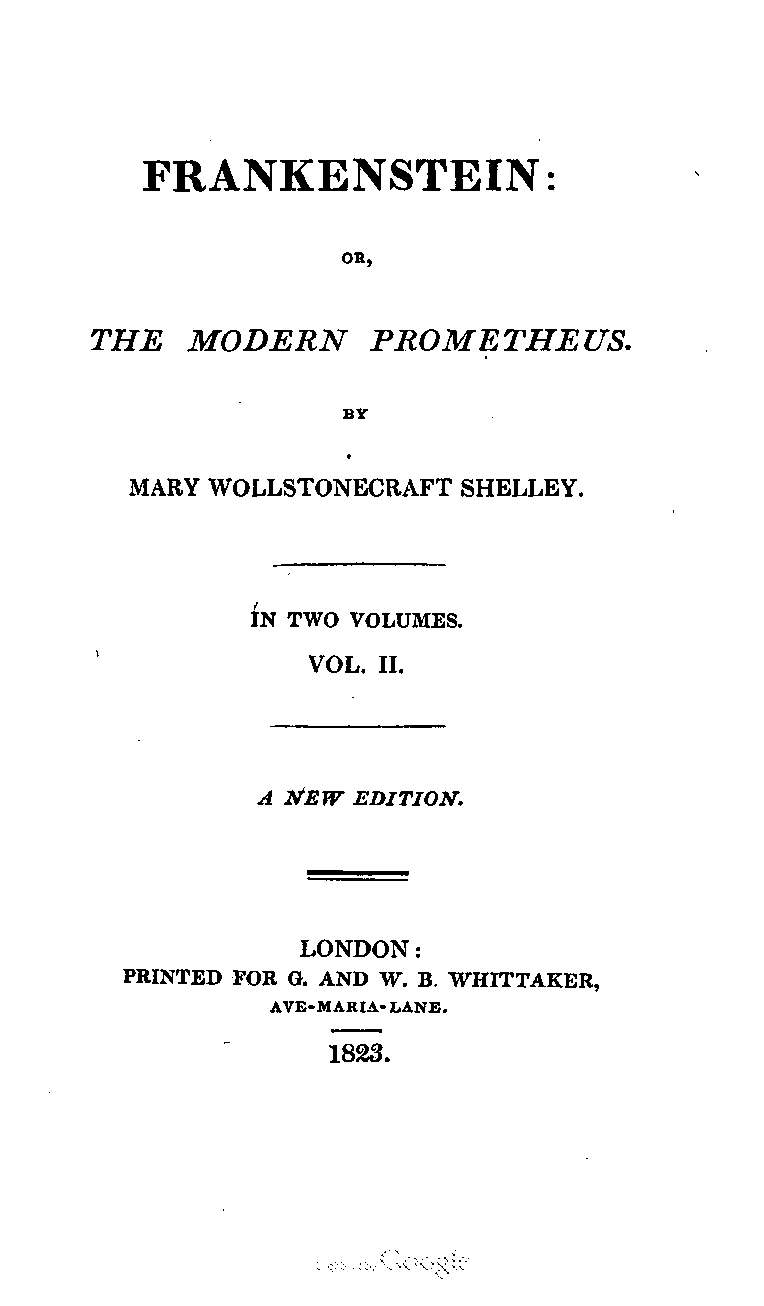 FRANKENSTEIN:
OR,
THE MODERN PROMETHEUS.
BY
MARY WOLLSTONECRAFT SHELLEY.
IN TWO VOLUMES.
VOL. II.
A NEW EDITION.
LONDON:
PRINTED FOR G. AND W. B. WHITTAKER,
AVE-MARIA-LANE.
1823.
Google